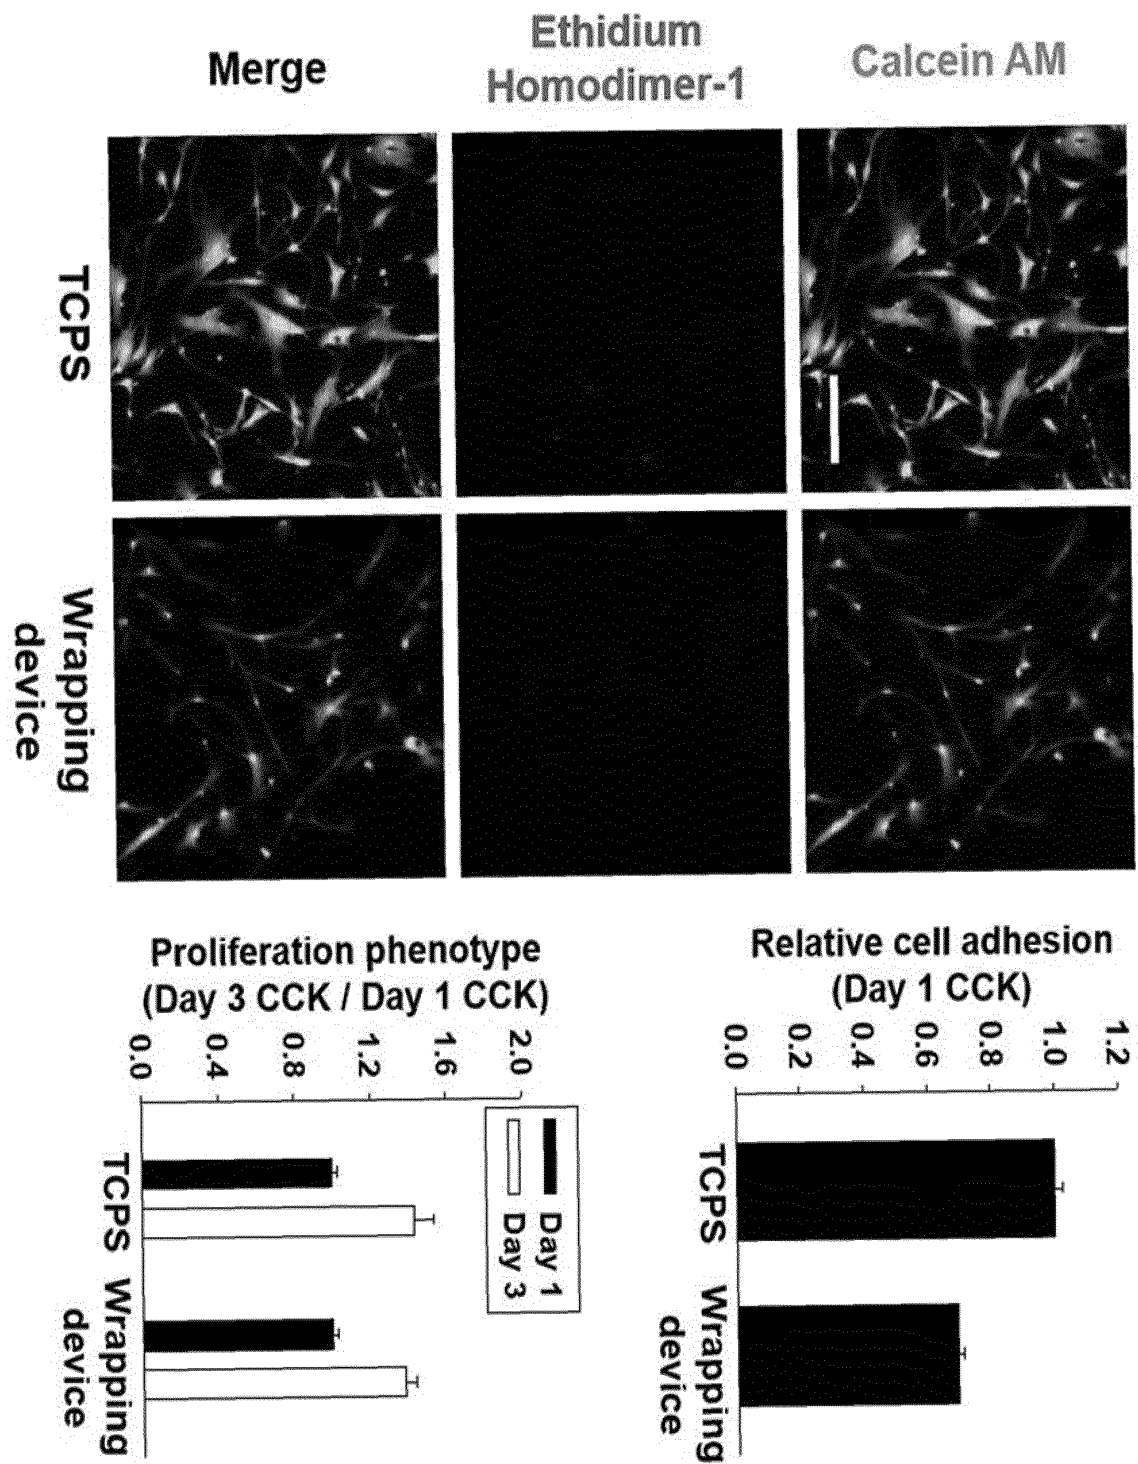 Calcein AM
Ethidium
Homodimer-1
Merge
TCPS
Wrapping
device
Relative cell adhesion
(Day 1 CCK)
1.2
1.0
0.8
0.6
0.4
0.2
0.0
TCPS
Wrapping
device
Proliferation phenotype
(Day 3 CCK / Day 1 CCK)
2.0
1.6
1.2
0.8
0.4
0.0
Day 1
Day 3
TCPS
Wrapping
device